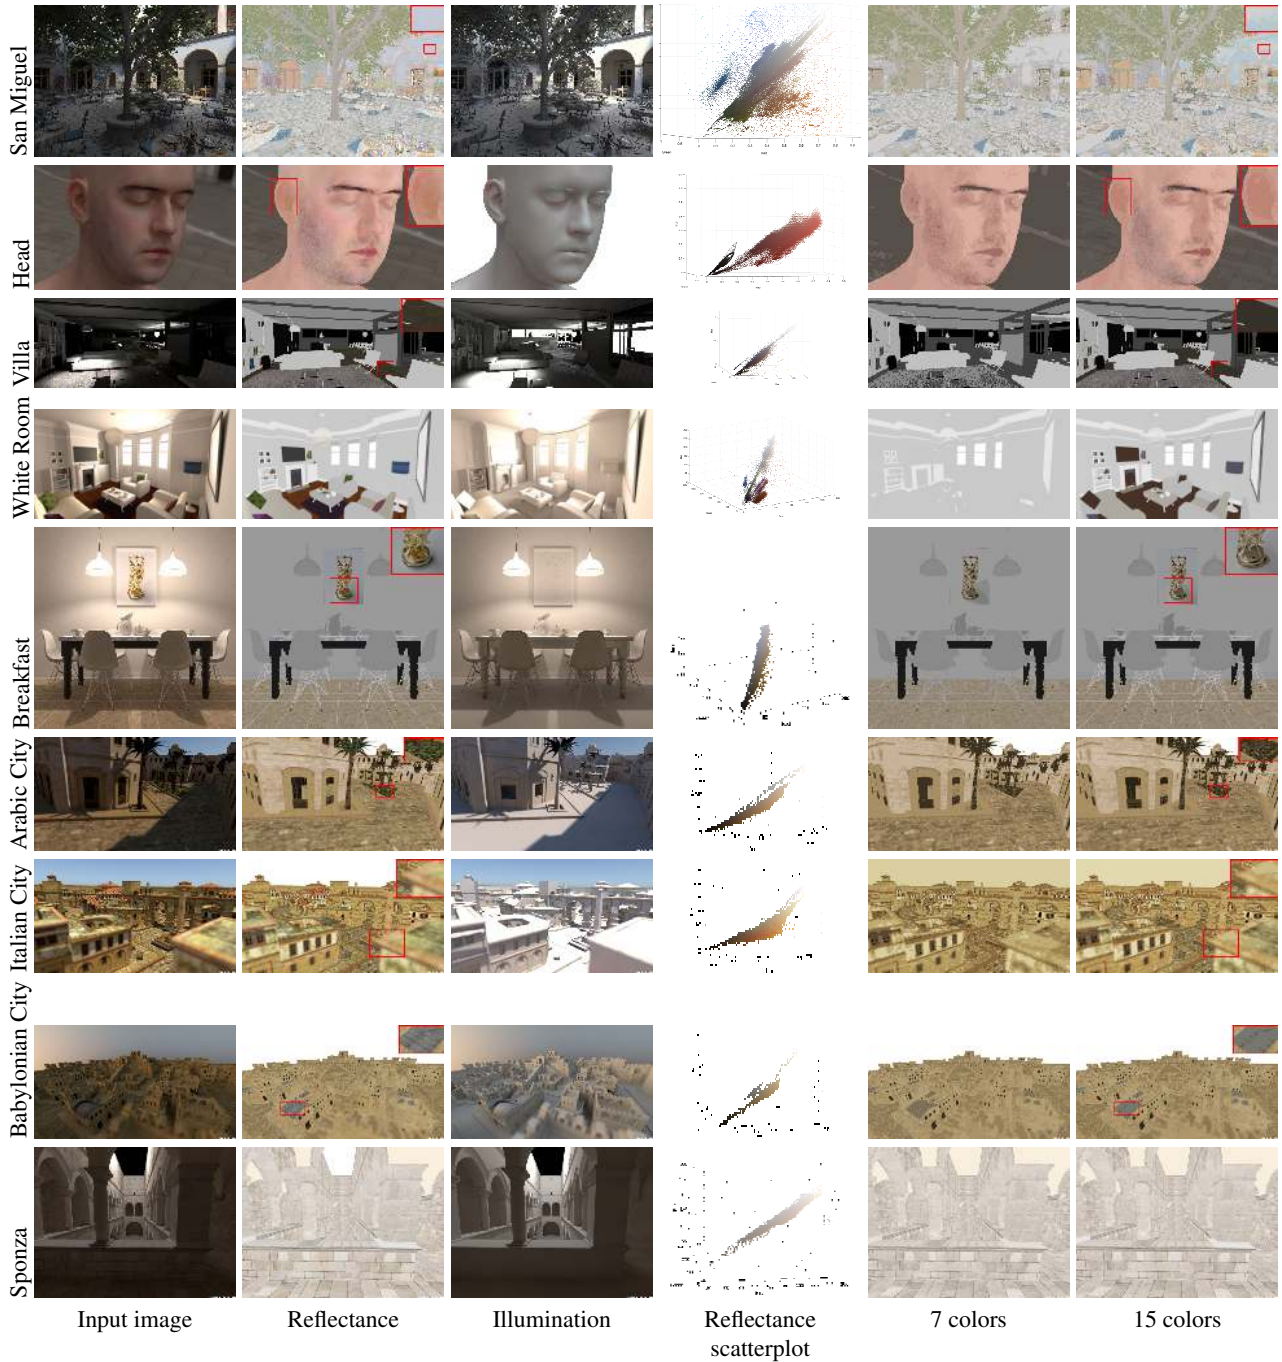 San Miguel
Head
Villa
White Room
Breakfast
Arabic City
Italian City
Babylonian City
Sponza
Input image
Reflectance
Illumination
Reflectance
scatterplot
7 colors
15 colors